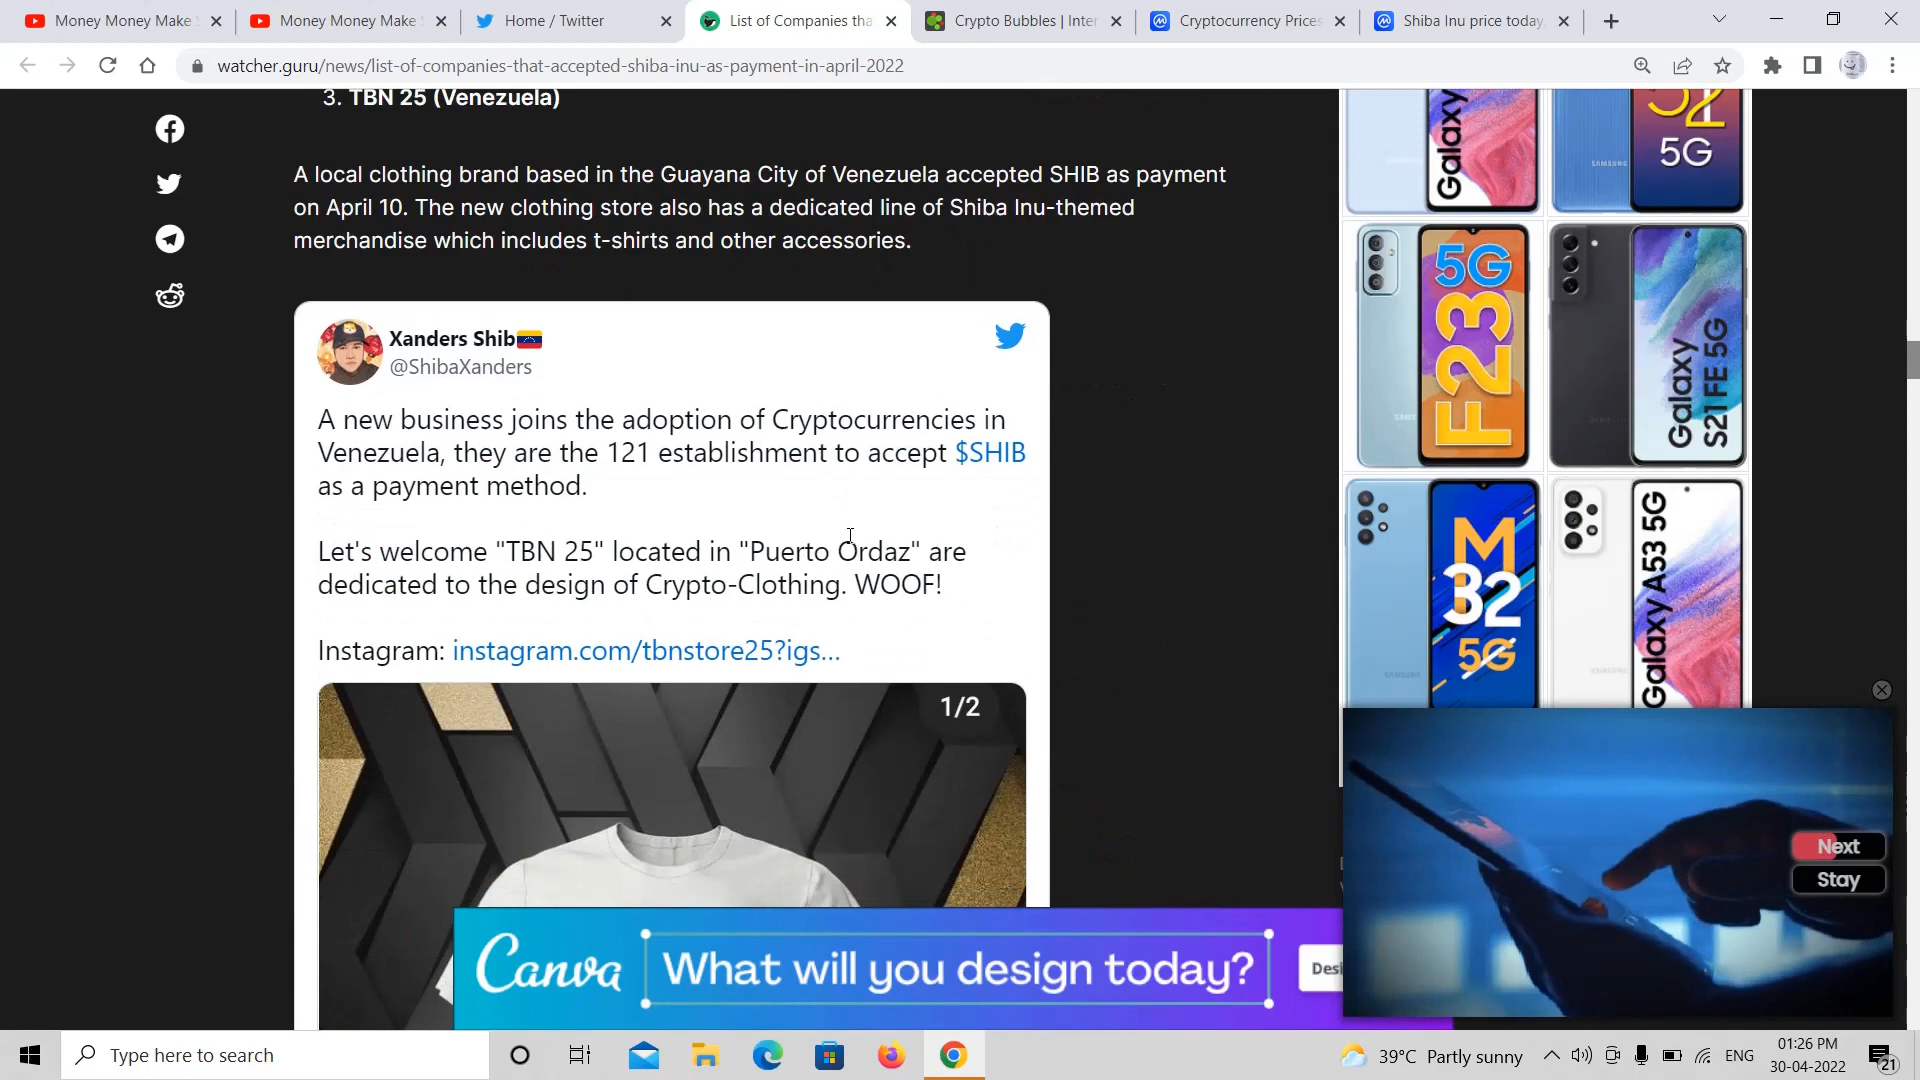 Money Money Make
Money Money Make
Home / Twitter
List of Companies tha
Crypto Bubbles | Inter
Cryptocurrency Prices
Shiba Inu price today
watcher.guru/news/list-of-companies-that-accepted-shiba-inu-as-payment-in-april-2022
3. TBN 25 (Venezuela)
A local clothing brand based in the Guayana City of Venezuela accepted SHIB as payment
on April 10. The new clothing store also has a dedicated line of Shiba Inu-themed
merchandise which includes t-shirts and other accessories.
Xanders Shib
@ShibaXanders
A new business joins the adoption of Cryptocurrencies in
Venezuela, they are the 121 establishment to accept $SHIB
as a payment method.
Let's welcome "TBN 25" located in "Puerto Ordaz" are
dedicated to the design of Crypto-Clothing. WOOF!
Instagram: instagram.com/tbnstore25?igs...
1/2
Galaxy
52
5G
SAMSUNG
5G
F23
Galaxy
S21 FE 5G
M
32
5G
Galaxy A53 5G
Next
Stay
Canva
What will you design today?
Desi
Type here to search
39°C Partly sunny
ENG
01:26 PM
30-04-2022
21